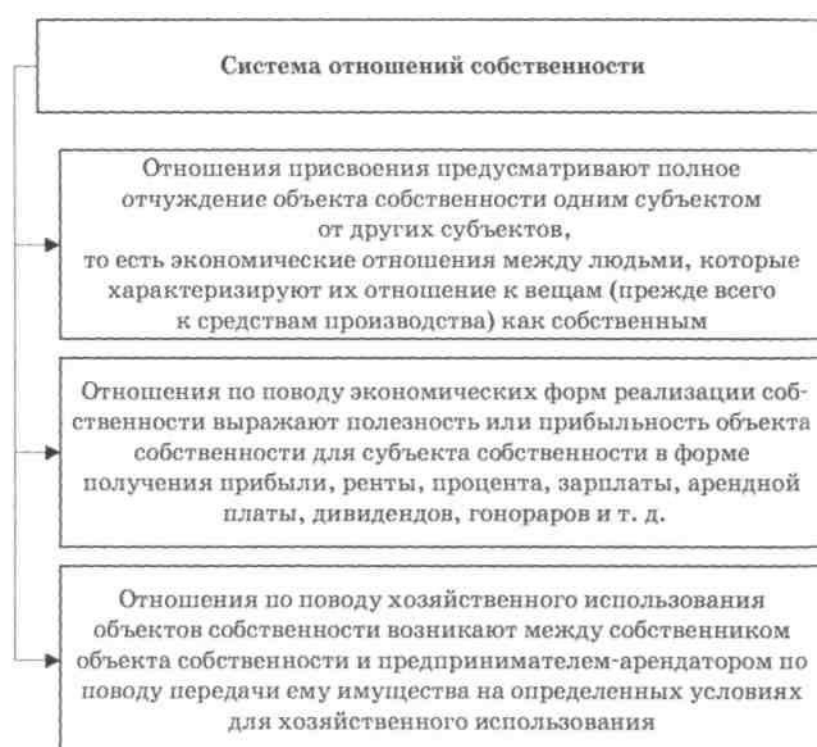 Система отношений собственности
Отношения присвоения предусматривают полное
отчуждение объекта собственности одним субъектом
от других субъектов,
то есть экономические отношения между людьми, которые
характеризируют их отношение к вещам (прежде всего
к средствам производства) как собственным
Отношения по поводу экономических форм реализации соб-
ственности выражают полезность или прибыльность объекта
собственности для субъекта собственности в форме
получения прибыли, ренты, процента, зарплаты, арендной
платы, дивидендов, гонораров и т. д.
Отношения по поводу хозяйственного использования
объектов собственности возникают между собственником
объекта собственности и предпринимателем-арендатором по
поводу передачи ему имущества на определенных условиях
для хозяйственного использования